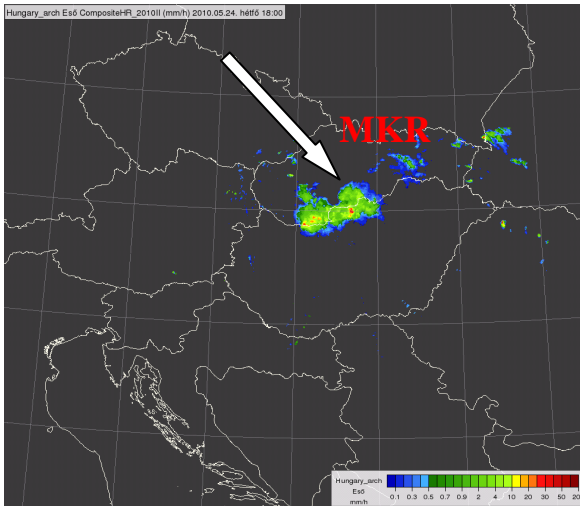 Hungary_arch Eső CompositeHR_2010II (mm/h) 2010.05.24. hétfő 18:00
MKR
Hungary_arch
Eső
mm/h
0.1 0.3 0.5 0.7 0.9 2 4 10 20 30 50 20